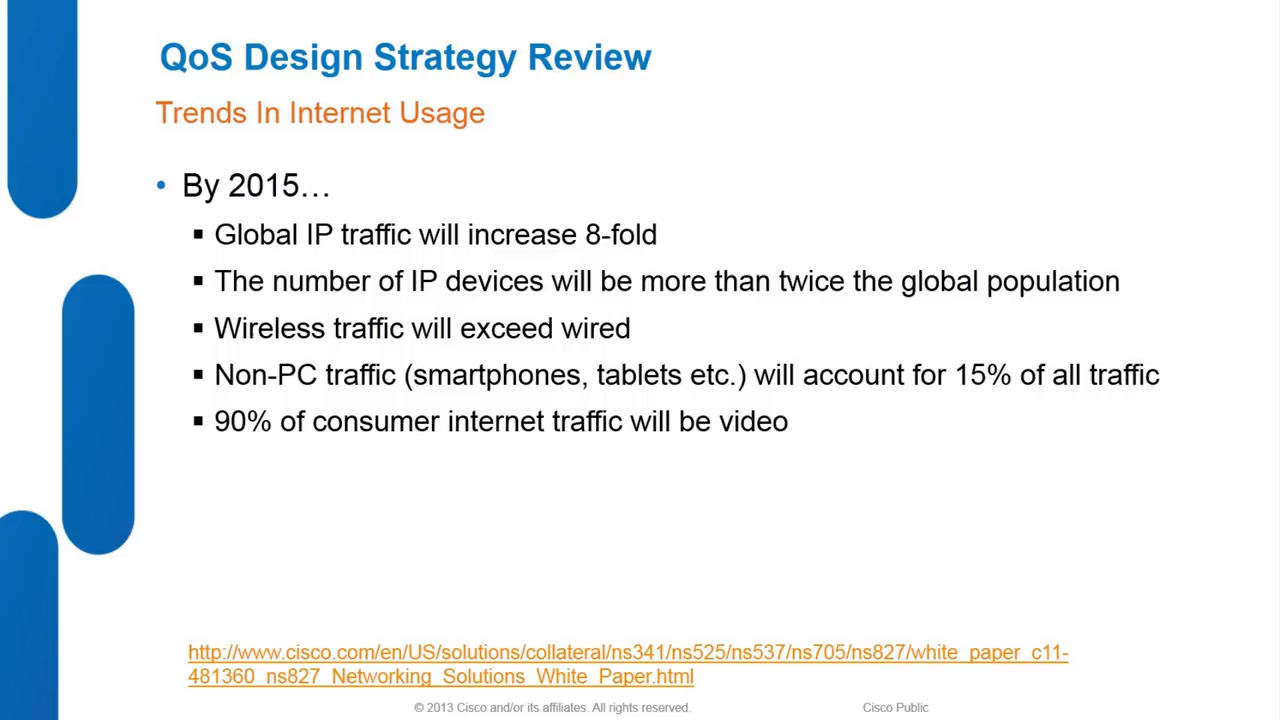 QoS Design Strategy Review
Trends In Internet Usage
• By 2015…
▪ Global IP traffic will increase 8-fold
▪ The number of IP devices will be more than twice the global population
▪ Wireless traffic will exceed wired
▪ Non-PC traffic (smartphones, tablets etc.) will account for 15% of all traffic
▪ 90% of consumer internet traffic will be video
http://www.cisco.com/en/US/solutions/collateral/ns341/ns525/ns537/ns705/ns827/white_paper_c11-
481360_ns827_Networking_Solutions_White_Paper.html
© 2013 Cisco and/or its affiliates. All rights reserved. Cisco Public